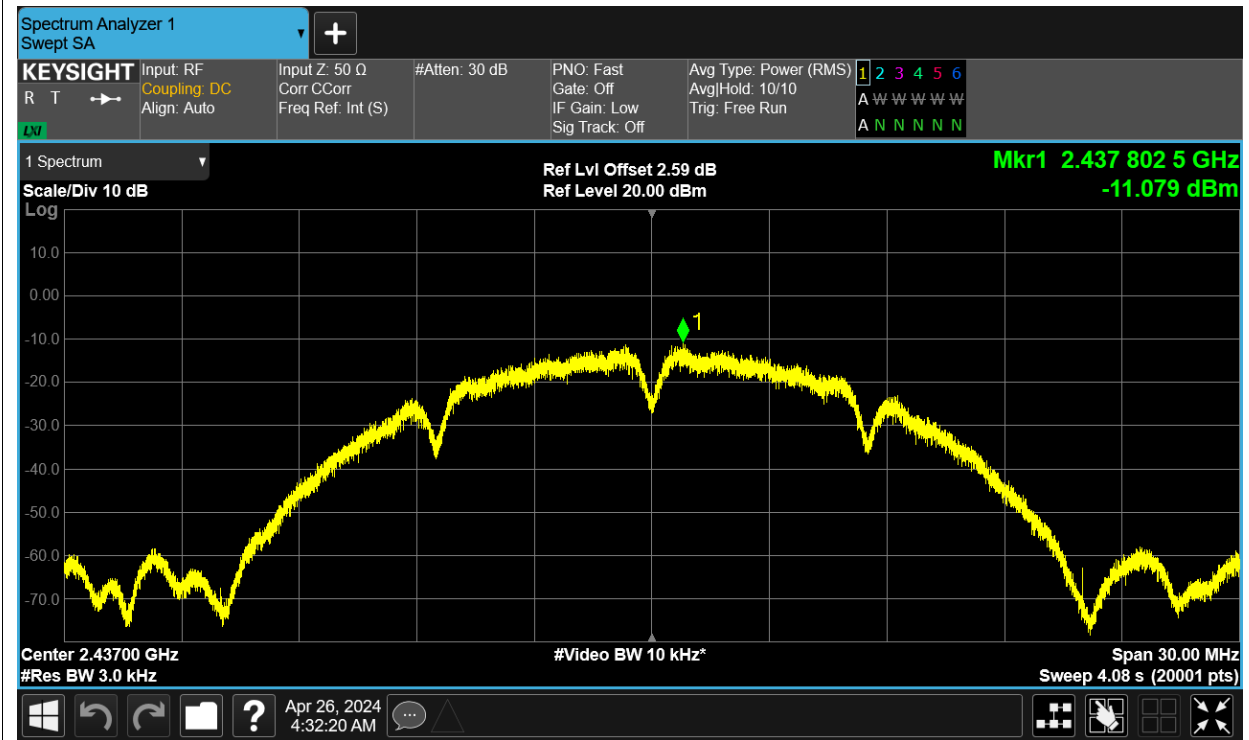 Spectrum Analyzer 1
Swept SA
+
KEYSIGHT
R T
LXI
Input: RF
Coupling: DC
Align: Auto
Input Z: 50 Ω
Corr CCorr
Freq Ref: Int (S)
#Atten: 30 dB
PNO: Fast
Gate: Off
IF Gain: Low
Sig Track: Off
Avg Type: Power (RMS)
Avg|Hold: 10/10
Trig: Free Run
1 2 3 4 5 6
A W W W W W
A N N N N N
1 Spectrum
Scale/Div 10 dB
Ref Lvl Offset 2.59 dB
Ref Level 20.00 dBm
Mkr1 2.437 802 5 GHz
-11.079 dBm
Log
10.0
0.00
-10.0
-20.0
-30.0
-40.0
-50.0
-60.0
-70.0
1
Center 2.43700 GHz
#Res BW 3.0 kHz
#Video BW 10 kHz*
Span 30.00 MHz
Sweep 4.08 s (20001 pts)
?
Apr 26, 2024
4:32:20 AM